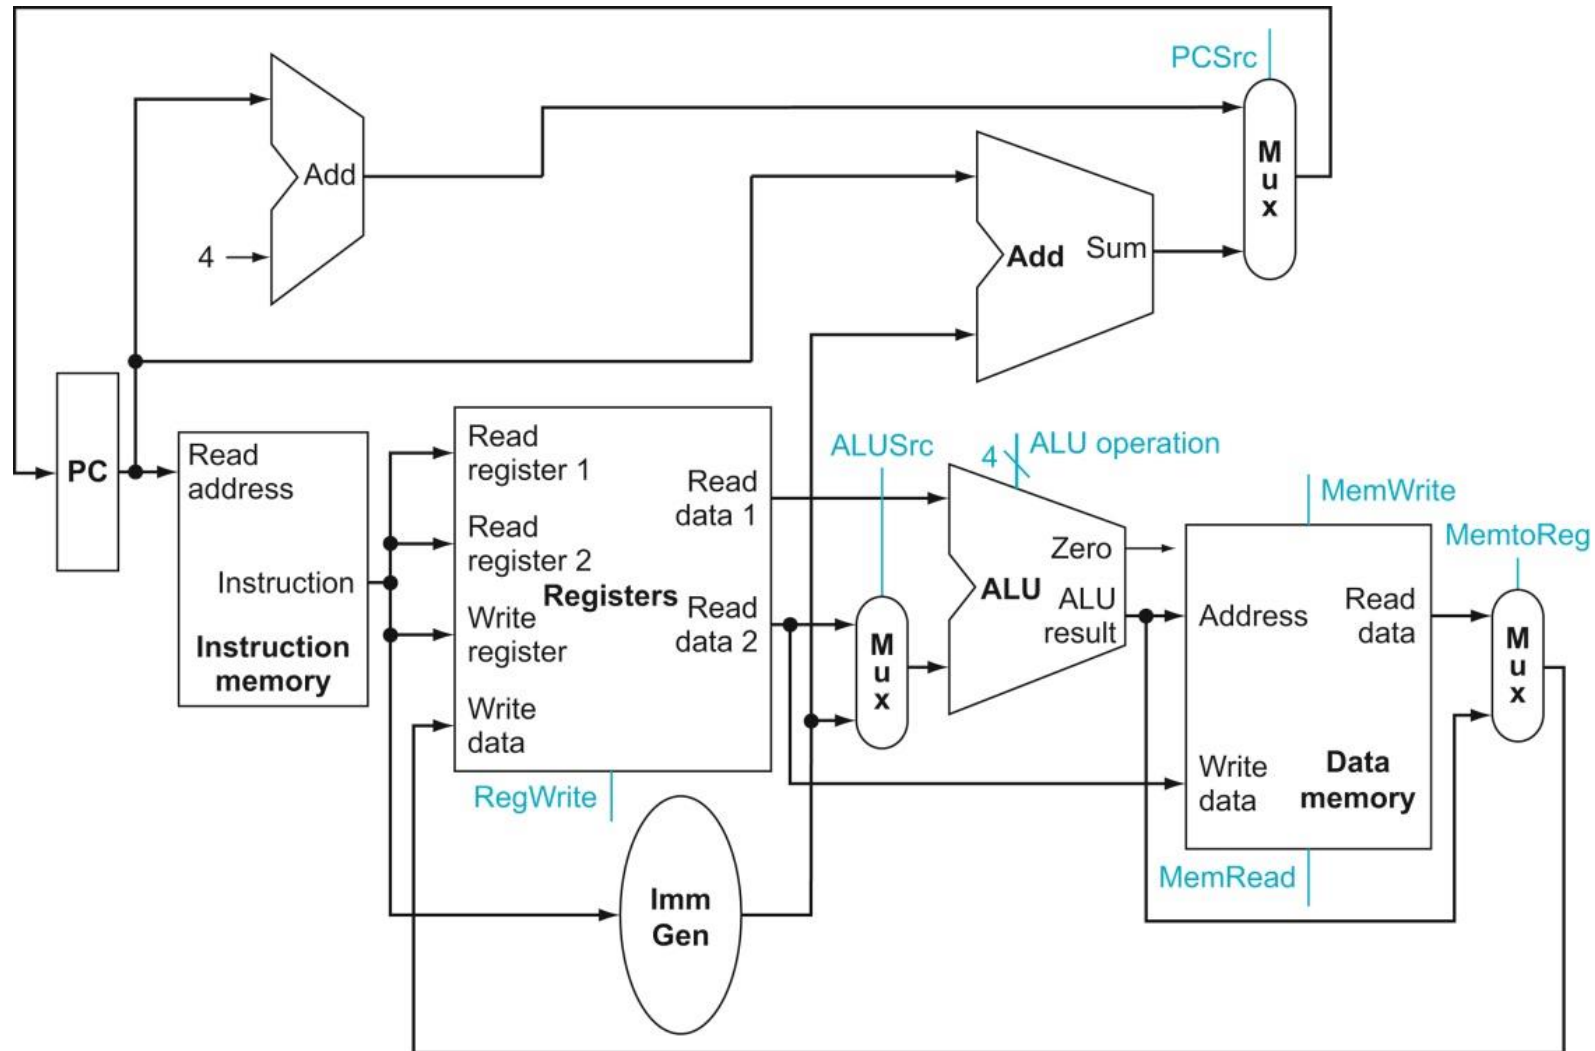 PCSrc
M
u
x
Add
4
Add
Sum
PC
Read
address
Instruction
Instruction
memory
Read
register 1
Read
register 2
Registers
Write
register
Write
data
Read
data 1
Read
data 2
RegWrite
Imm
Gen
ALUSrc
M
u
x
4
ALU operation
Zero
ALU
ALU
result
MemWrite
Address
Read
data
Write
data
Data
memory
MemRead
MemtoReg
M
u
x